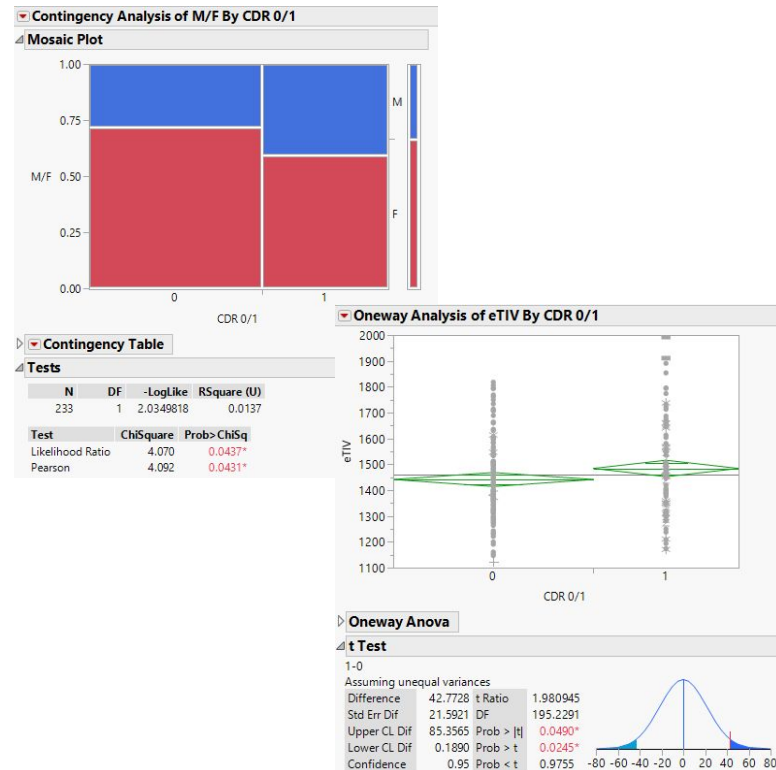 Contingency Analysis of M/F By CDR 0/1
Mosaic Plot
1.00
0.75
M/F 0.50
0.25
0.00
M
F
0 1
CDR 0/1
Contingency Table
Tests
N DF -LogLike RSquare (U)
233 1 2.0349818 0.0137
Test ChiSquare Prob>ChiSq
Likelihood Ratio 4.070 0.0437*
Pearson 4.092 0.0431*
Oneway Analysis of eTIV By CDR 0/1
2000
1900
1800
1700
1600
eTIV
1500
1400
1300
1200
1100
0 1
CDR 0/1
Oneway Anova
t Test
1-0
Assuming unequal variances
Difference 42.7728 t Ratio 1.980945
Std Err Dif 21.5921 DF 195.2291
Upper CL Dif 85.3565 Prob > |t| 0.0490*
Lower CL Dif 0.1890 Prob > t 0.0245*
Confidence 0.95 Prob < t 0.9755
-80 -60 -40 -20 0 20 40 60 80